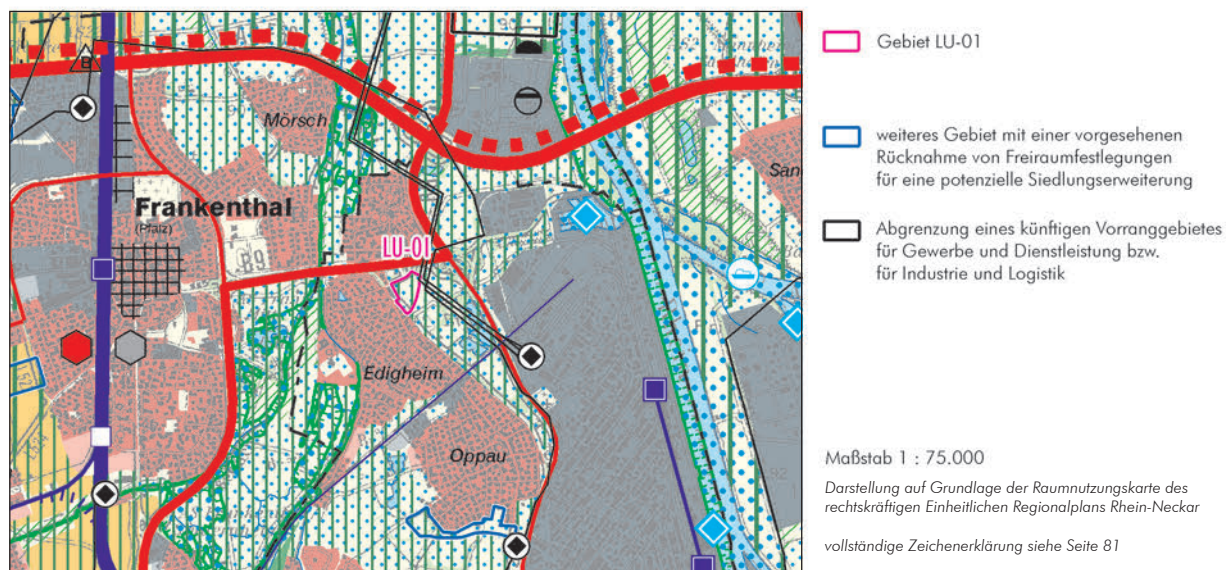 Mörsch
Frankenthal
(Pfalz)
B9
LU-01
Edigheim
Oppau
San
B
Gebiet LU-01
weiteres Gebiet mit einer vorgesehenen
Rücknahme von Freiraumfestlegungen
für eine potenzielle Siedlungserweiterung
Abgrenzung eines künftigen Vorranggebietes
für Gewerbe und Dienstleistung bzw.
für Industrie und Logistik
Maßstab 1 : 75.000
Darstellung auf Grundlage der Raumnutzungskarte des
rechtskräftigen Einheitlichen Regionalplans Rhein-Neckar
vollständige Zeichenerklärung siehe Seite 81